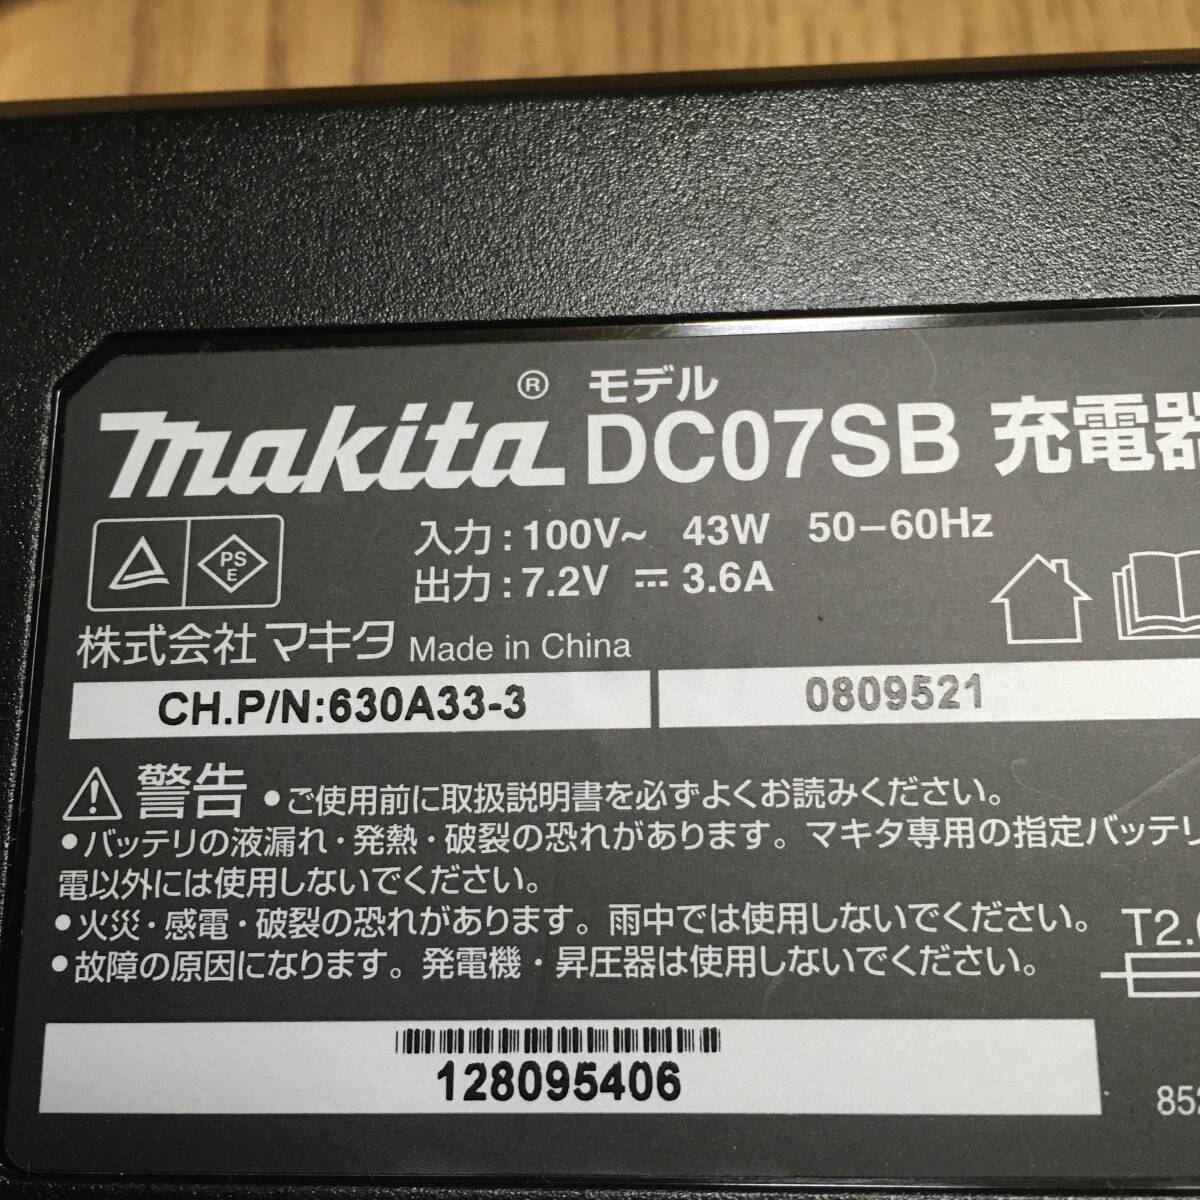 makita® モデル DC07SB 充電器
入力:100V~ 43W 50-60Hz
出力:7.2V ⎓ 3.6A
PS
E
株式会社マキタ Made in China
CH.P/N:630A33-3
0809521
警告 •ご使用前に取扱説明書を必ずよくお読みください。
•バッテリの液漏れ・発熱・破裂の恐れがあります。マキタ専用の指定バッテリ
電以外には使用しないでください。
•火災・感電・破裂の恐れがあります。雨中では使用しないでください。
•故障の原因になります。発電機・昇圧器は使用しないでください。
T2.
128095406
852